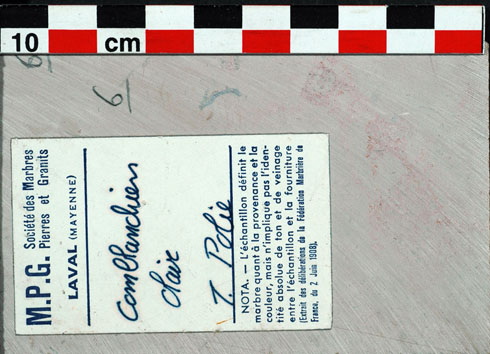 10 cm
6
6
M.P.G. Société des Marbres
Pierres et Granits
LAVAL (MAYENNE)
Comblanchien
Claire
T. Polie
NOTA. — L'échantillon définit le
marbre quant à la provenance et la
couleur, mais n'implique pas l'iden-
tité absolue de ton et de veinage
entre l'échantillon et la fourniture
(Extrait des délibérations de la Fédération Marbrière de
France, du 2 Juin 1908).